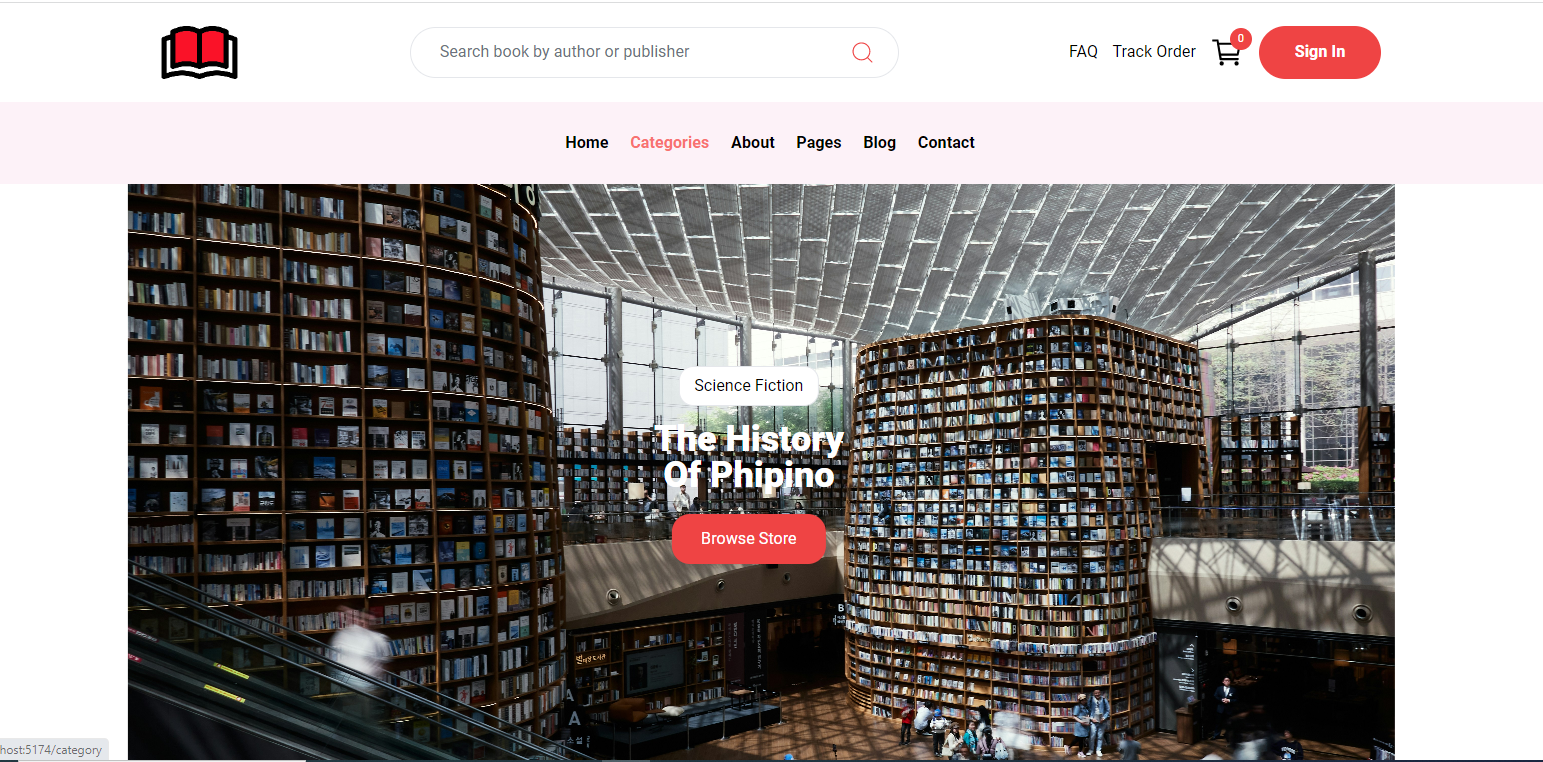 Search book by author or publisher
FAQ
Track Order
0
Sign In
Home
Categories
About
Pages
Blog
Contact
Science Fiction
The History
Of Phipino
Browse Store
host:5174/category